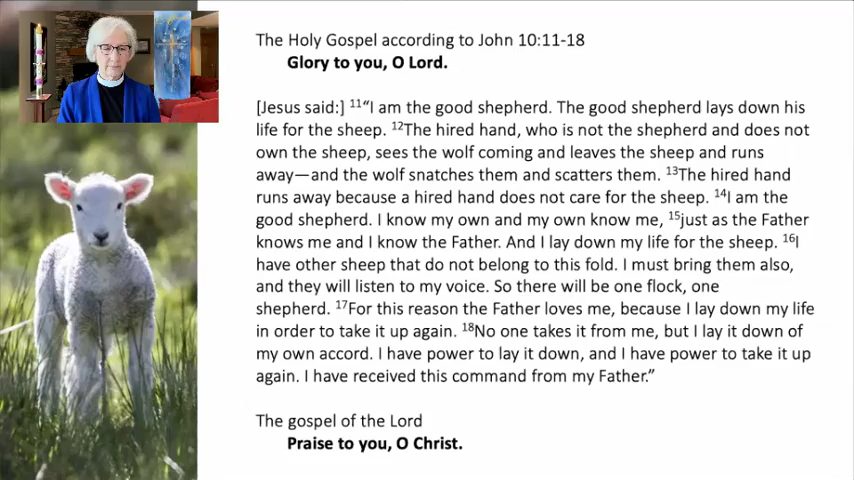 The Holy Gospel according to John 10:11-18
Glory to you, O Lord.
[Jesus said:] ¹¹“I am the good shepherd. The good shepherd lays down his
life for the sheep. ¹²The hired hand, who is not the shepherd and does not
own the sheep, sees the wolf coming and leaves the sheep and runs
away—and the wolf snatches them and scatters them. ¹³The hired hand
runs away because a hired hand does not care for the sheep. ¹⁴I am the
good shepherd. I know my own and my own know me, ¹⁵just as the Father
knows me and I know the Father. And I lay down my life for the sheep. ¹⁶I
have other sheep that do not belong to this fold. I must bring them also,
and they will listen to my voice. So there will be one flock, one
shepherd. ¹⁷For this reason the Father loves me, because I lay down my life
in order to take it up again. ¹⁸No one takes it from me, but I lay it down of
my own accord. I have power to lay it down, and I have power to take it up
again. I have received this command from my Father.”
The gospel of the Lord
Praise to you, O Christ.